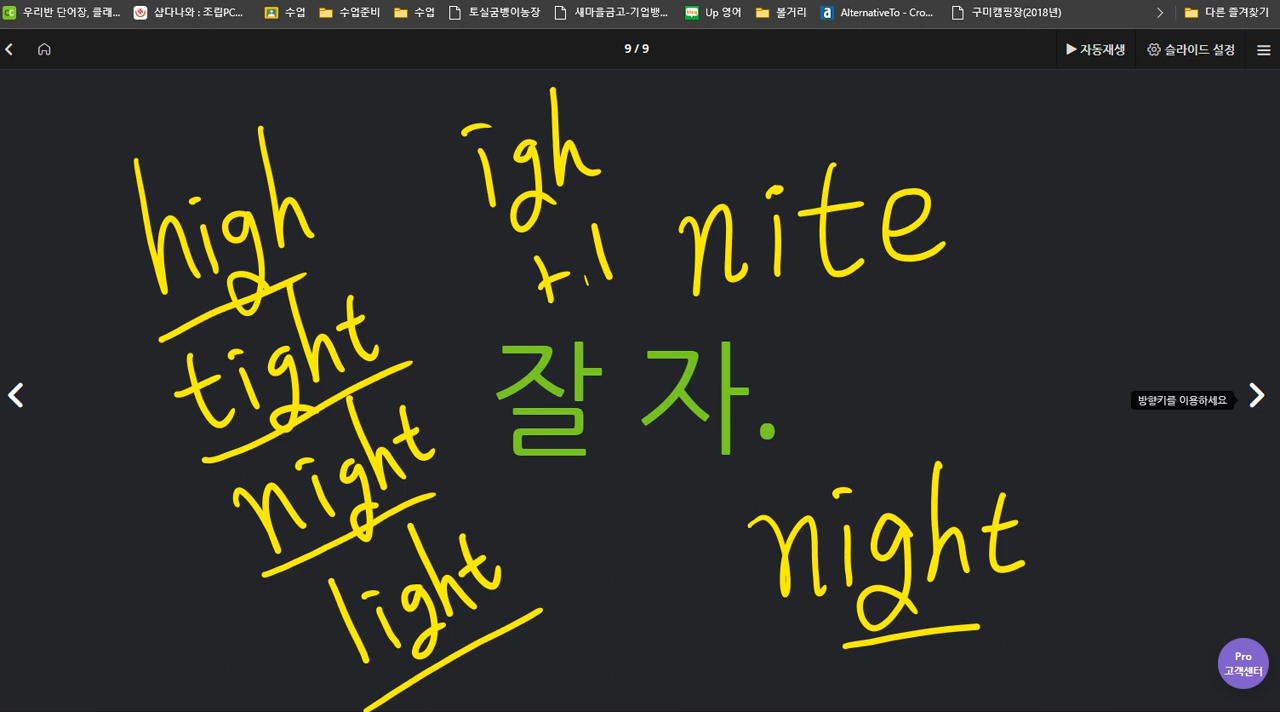 우리반 단어장, 클래... 샵다나와 : 조립PC... 수업 수업준비 수업 토실굼벵이농장 새마을금고-기업뱅... Up 영어 볼거리 AlternativeTo - Cro... 구미캠핑장(2018년) 다른 즐겨찾기
9 / 9 자동재생 슬라이드 설정
high
igh
nite
tight
잘 자.
방향키를 이용하세요
night
light
night
Pro
고객센터